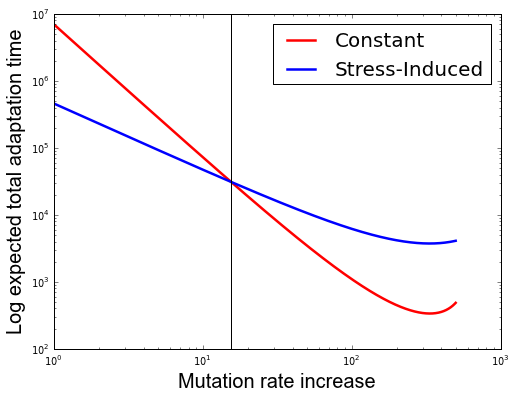 Constant
Stress-Induced
Log expected total adaptation time
10^7
10^6
10^5
10^4
10^3
10^2
10^0 10^1 10^2 10^3
Mutation rate increase